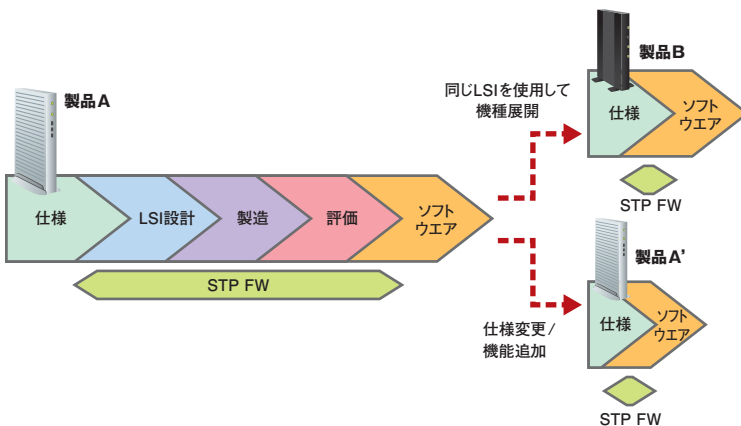 製品A
仕様
LSI設計
製造
評価
ソフト
ウエア
STP FW
同じLSIを使用して
機種展開
製品B
仕様
ソフト
ウエア
STP FW
仕様変更/
機能追加
製品A'
仕様
ソフト
ウエア
STP FW